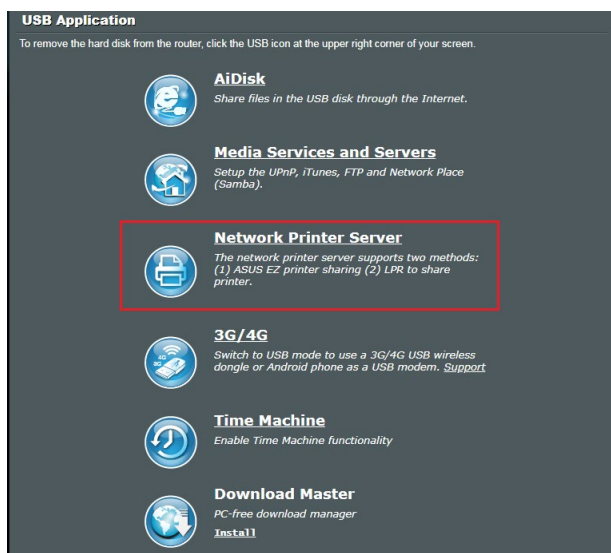 USB Application
To remove the hard disk from the router, click the USB icon at the upper right corner of your screen.
AiDisk
Share files in the USB disk through the Internet.
Media Services and Servers
Setup the UPnP, iTunes, FTP and Network Place
(Samba).
Network Printer Server
The network printer server supports two methods:
(1) ASUS EZ printer sharing (2) LPR to share
printer.
3G/4G
Switch to USB mode to use a 3G/4G USB wireless
dongle or Android phone as a USB modem. Support
Time Machine
Enable Time Machine functionality
Download Master
PC-free download manager
Install